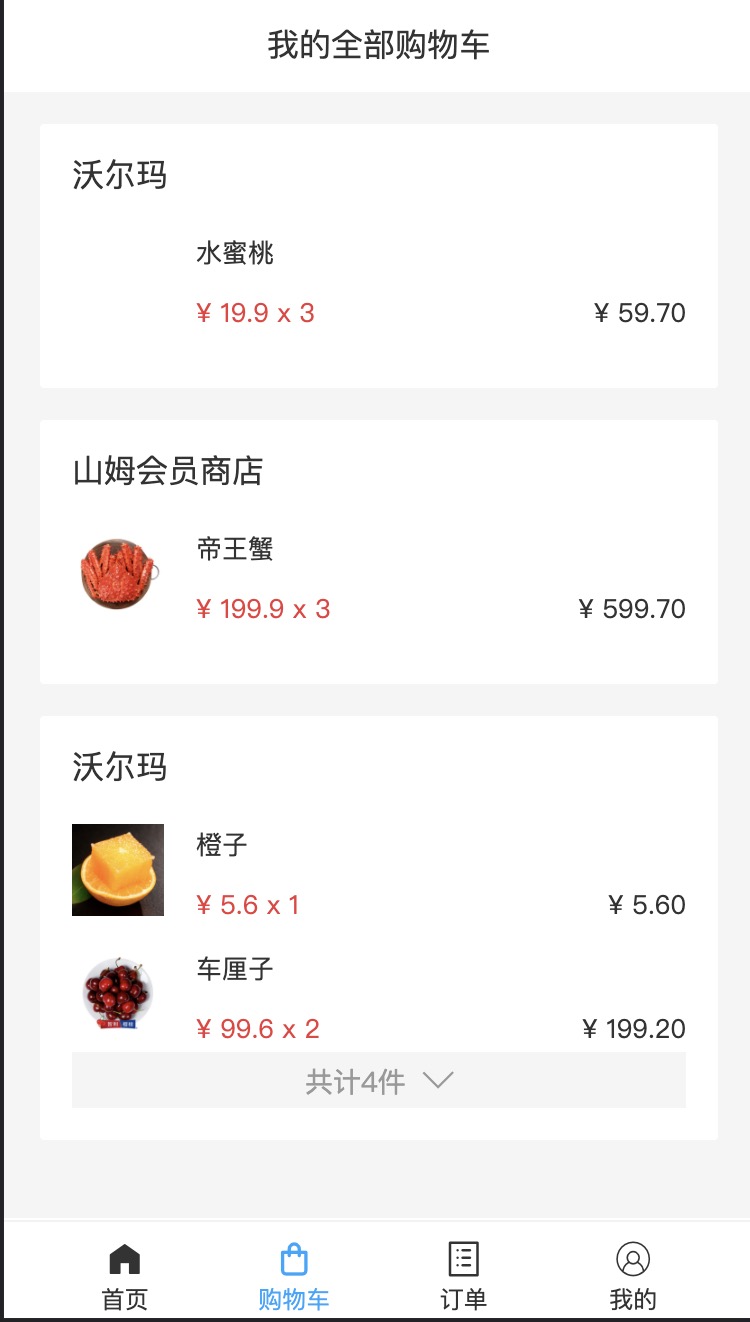 我的全部购物车
沃尔玛
水蜜桃
¥ 19.9 x 3 ¥ 59.70
山姆会员商店
帝王蟹
¥ 199.9 x 3 ¥ 599.70
沃尔玛
橙子
¥ 5.6 x 1 ¥ 5.60
车厘子
¥ 99.6 x 2 ¥ 199.20
共计4件
首页 购物车 订单 我的